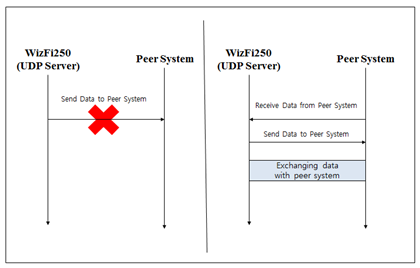 WizFi250
(UDP Server)
Peer System
Send Data to Peer System
WizFi250
(UDP Server)
Peer System
Receive Data from Peer System
Send Data to Peer System
Exchanging data
with peer system